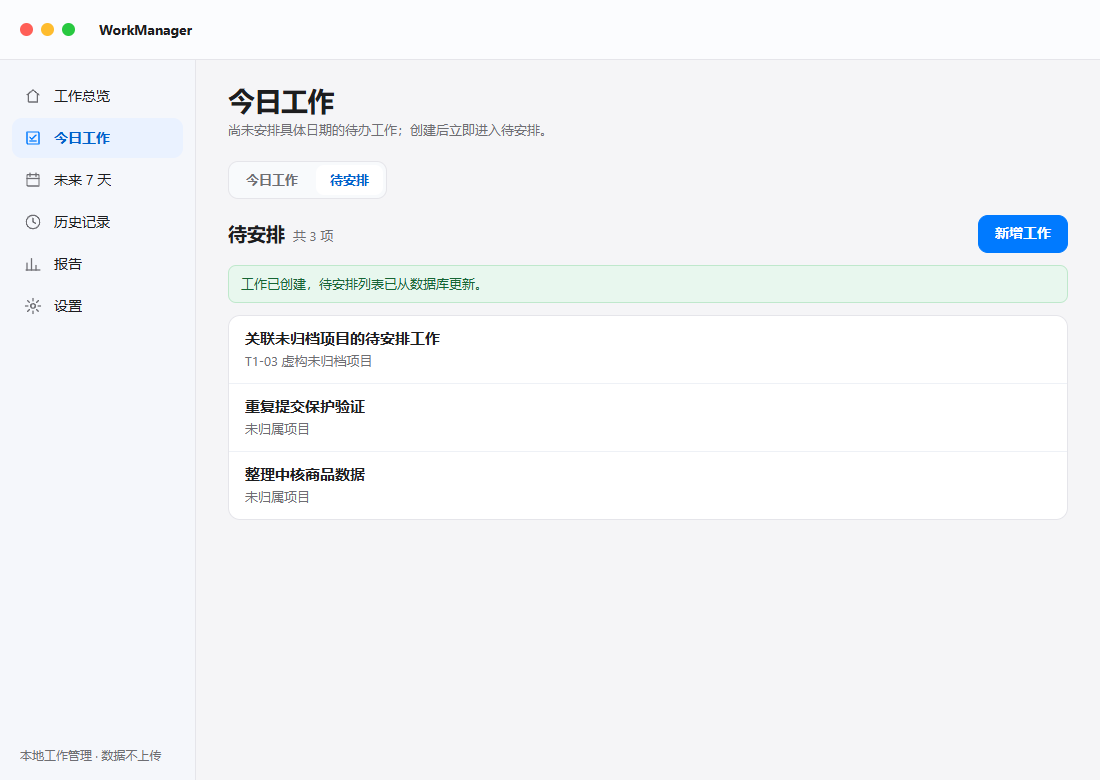 WorkManager
工作总览
今日工作
未来 7 天
历史记录
报告
设置
本地工作管理 · 数据不上传
今日工作
尚未安排具体日期的待办工作；创建后立即进入待安排。
今日工作 待安排
待安排 共 3 项
新增工作
工作已创建，待安排列表已从数据库更新。
关联未归档项目的待安排工作
T1-03 虚构未归档项目
重复提交保护验证
未归属项目
整理中核商品数据
未归属项目